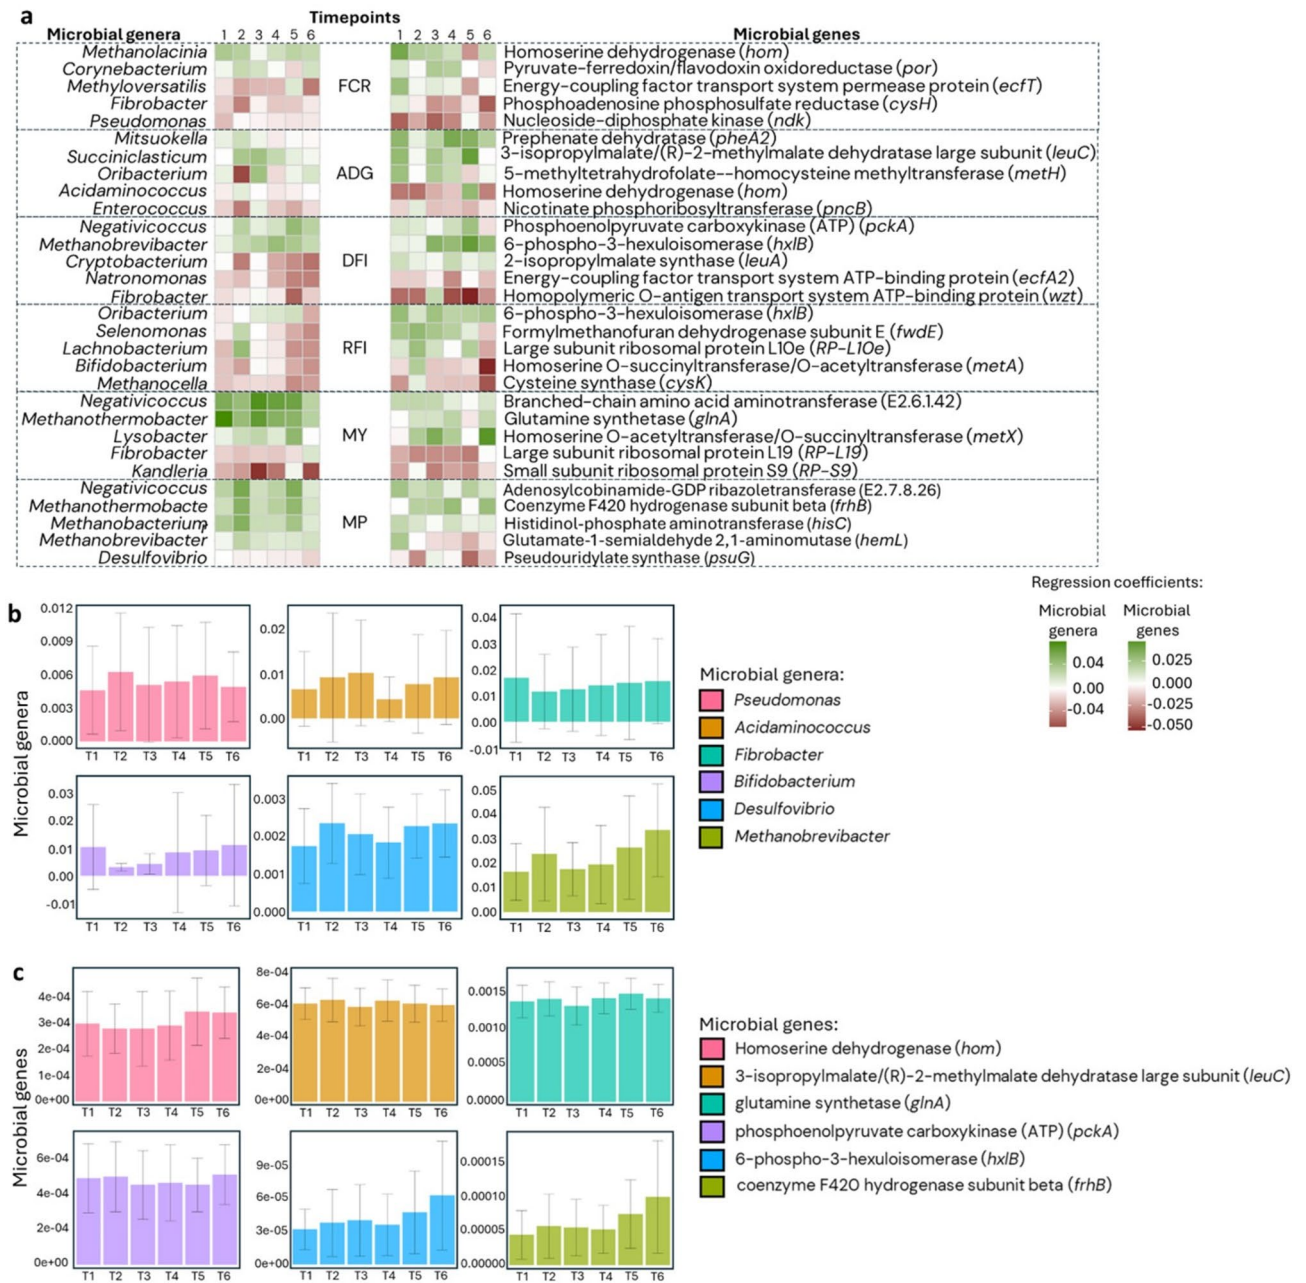 a
Timepoints
Microbial genera
1 2 3 4 5 6
1 2 3 4 5 6
Microbial genes
Methanolacinia
Corynebacterium
Methyloversatilis
Fibrobacter
Pseudomonas
FCR
Homoserine dehydrogenase (hom)
Pyruvate-ferredoxin/flavodoxin oxidoreductase (por)
Energy-coupling factor transport system permease protein (ecfT)
Phosphoadenosine phosphosulfate reductase (cysH)
Nucleoside-diphosphate kinase (ndk)
Mitsuokella
Succiniclasticum
Oribacterium
Acidaminococcus
Enterococcus
ADG
Prephenate dehydratase (pheA2)
3-isopropylmalate/(R)-2-methylmalate dehydratase large subunit (leuC)
5-methyltetrahydrofolate--homocysteine methyltransferase (metH)
Homoserine dehydrogenase (hom)
Nicotinate phosphoribosyltransferase (pncB)
Negativicoccus
Methanobrevibacter
Cryptobacterium
Natronomonas
Fibrobacter
DFI
Phosphoenolpyruvate carboxykinase (ATP) (pckA)
6-phospho-3-hexuloisomerase (hxlB)
2-isopropylmalate synthase (leuA)
Energy-coupling factor transport system ATP-binding protein (ecfA2)
Homopolymeric O-antigen transport system ATP-binding protein (wzt)
Oribacterium
Selenomonas
Lachnobacterium
Bifidobacterium
Methanocella
RFI
6-phospho-3-hexuloisomerase (hxlB)
Formylmethanofuran dehydrogenase subunit E (fwdE)
Large subunit ribosomal protein L10e (RP-L10e)
Homoserine O-succinyltransferase/O-acetyltransferase (metA)
Cysteine synthase (cysK)
Negativicoccus
Methanothermobacter
Lysobacter
Fibrobacter
Kandleria
MY
Branched-chain amino acid aminotransferase (E2.6.1.42)
Glutamine synthetase (glnA)
Homoserine O-acetyltransferase/O-succinyltransferase (metX)
Large subunit ribosomal protein L19 (RP-L19)
Small subunit ribosomal protein S9 (RP-S9)
Negativicoccus
Methanothermobacte
Methanobacterium
Methanobrevibacter
Desulfovibrio
MP
Adenosylcobinamide-GDP ribazoletransferase (E2.7.8.26)
Coenzyme F420 hydrogenase subunit beta (frhB)
Histidinol-phosphate aminotransferase (hisC)
Glutamate-1-semialdehyde 2,1-aminomutase (hemL)
Pseudouridylate synthase (psuG)
Regression coefficients:
Microbial genera
0.04
0.00
-0.04
Microbial genes
0.025
0.000
-0.025
-0.050
b
Microbial genera
0.012
0.009
0.006
0.003
0.000
T1 T2 T3 T4 T5 T6
0.02
0.01
0.00
T1 T2 T3 T4 T5 T6
0.04
0.03
0.02
0.01
0.00
-0.01
T1 T2 T3 T4 T5 T6
0.03
0.02
0.01
0.00
-0.01
T1 T2 T3 T4 T5 T6
0.003
0.002
0.001
0.000
T1 T2 T3 T4 T5 T6
0.05
0.04
0.03
0.02
0.01
0.00
T1 T2 T3 T4 T5 T6
Microbial genera:
Pseudomonas
Acidaminococcus
Fibrobacter
Bifidobacterium
Desulfovibrio
Methanobrevibacter
c
Microbial genes
4e-04
3e-04
2e-04
1e-04
0e+00
T1 T2 T3 T4 T5 T6
8e-04
6e-04
4e-04
2e-04
0e+00
T1 T2 T3 T4 T5 T6
0.0015
0.0010
0.0005
0.0000
T1 T2 T3 T4 T5 T6
6e-04
4e-04
2e-04
0e+00
T1 T2 T3 T4 T5 T6
9e-05
6e-05
3e-05
0e+00
T1 T2 T3 T4 T5 T6
0.00015
0.00010
0.00005
0.00000
T1 T2 T3 T4 T5 T6
Microbial genes:
Homoserine dehydrogenase (hom)
3-isopropylmalate/(R)-2-methylmalate dehydratase large subunit (leuC)
glutamine synthetase (glnA)
phosphoenolpyruvate carboxykinase (ATP) (pckA)
6-phospho-3-hexuloisomerase (hxlB)
coenzyme F420 hydrogenase subunit beta (frhB)